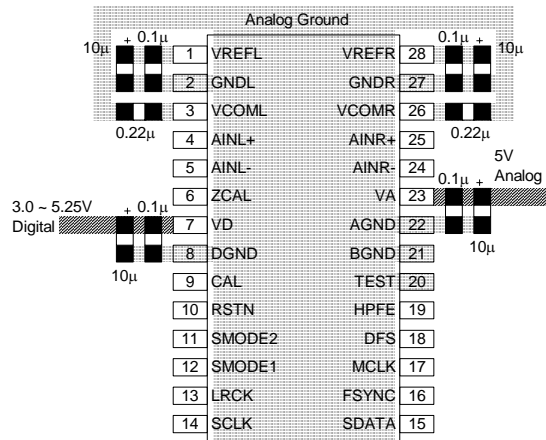 Analog Ground
10μ + 0.1μ 0.1μ + 10μ
1 VREFL VREFR 28
2 GNDL GNDR 27
3 VCOML VCOMR 26
0.22μ 0.22μ
4 AINL+ AINR+ 25
5 AINL- AINR- 24
5V
Analog
0.1μ +
6 ZCAL VA 23
3.0 ~ 5.25V
Digital
+ 0.1μ
7 VD AGND 22
10μ
8 DGND BGND 21
10μ
9 CAL TEST 20
10 RSTN HPFE 19
11 SMODE2 DFS 18
12 SMODE1 MCLK 17
13 LRCK FSYNC 16
14 SCLK SDATA 15